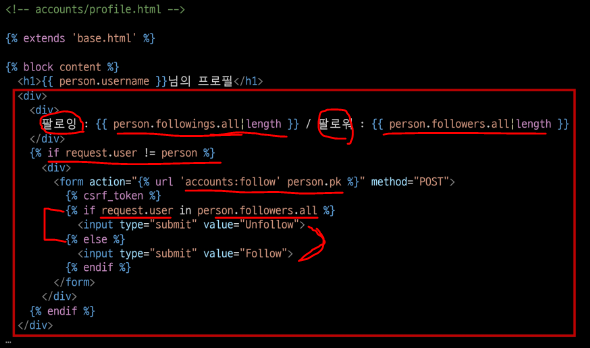 <!-- accounts/profile.html -->
{% extends 'base.html' %}
{% block content %}
<h1>{{ person.username }}님의 프로필</h1>
<div>
<div>
팔로잉 : {{ person.followings.all|length }} / 팔로워 : {{ person.followers.all|length }}
</div>
{% if request.user != person %}
<div>
<form action="{% url 'accounts:follow' person.pk %}" method="POST">
{% csrf_token %}
{% if request.user in person.followers.all %}
<input type="submit" value="Unfollow">
{% else %}
<input type="submit" value="Follow">
{% endif %}
</form>
</div>
{% endif %}
</div>
…